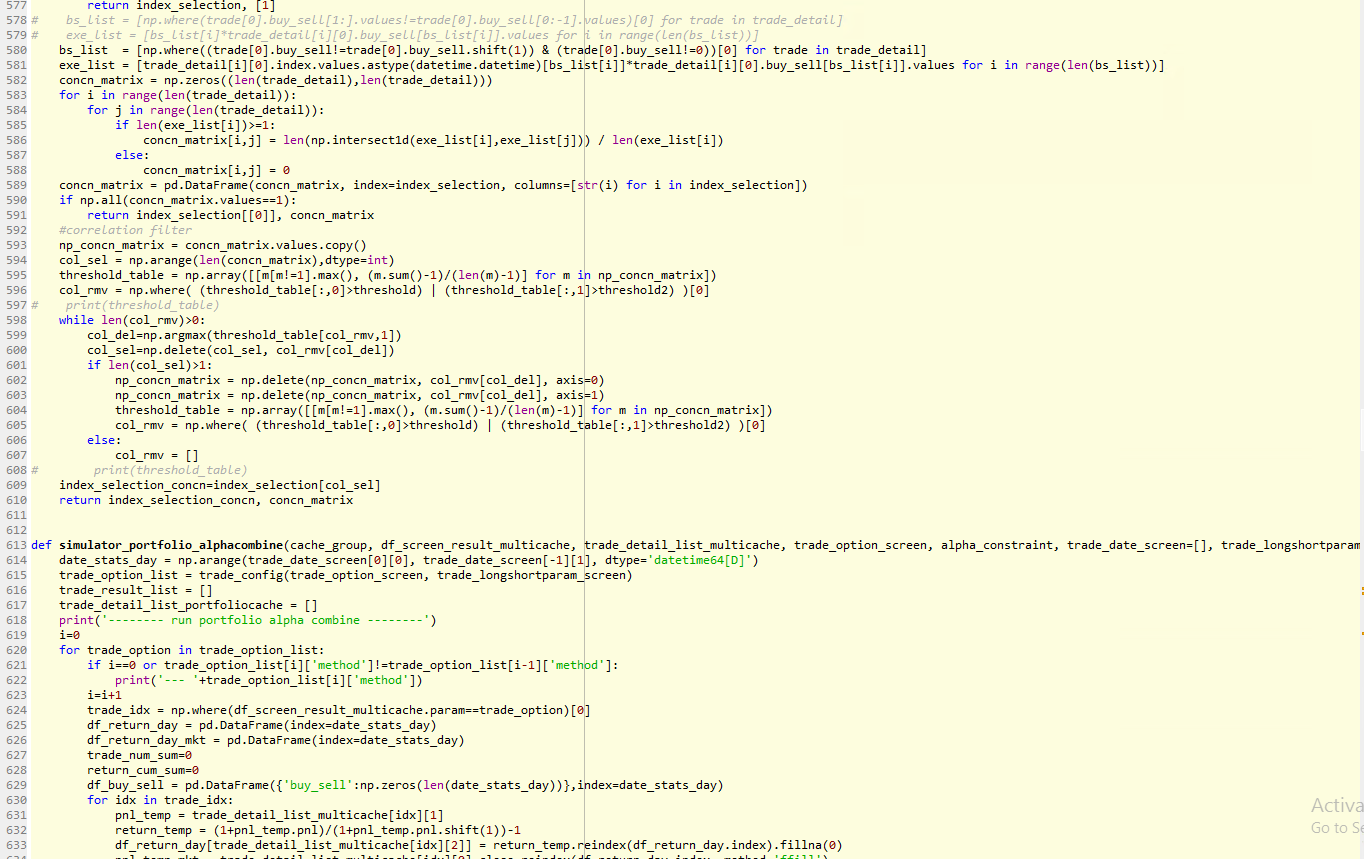 577         return index_selection, [1]
578 #    bs_list = [np.where(trade[0].buy_sell[1:].values!=trade[0].buy_sell[0:-1].values)[0] for trade in trade_detail]
579 #    exe_list = [bs_list[i]*trade_detail[i][0].buy_sell[bs_list[i]].values for i in range(len(bs_list))]
580     bs_list  = [np.where((trade[0].buy_sell!=trade[0].buy_sell.shift(1)) & (trade[0].buy_sell!=0))[0] for trade in trade_detail]
581     exe_list = [trade_detail[i][0].index.values.astype(datetime.datetime)[bs_list[i]]*trade_detail[i][0].buy_sell[bs_list[i]].values for i in range(len(bs_list))]
582     concn_matrix = np.zeros((len(trade_detail),len(trade_detail)))
583     for i in range(len(trade_detail)):
584         for j in range(len(trade_detail)):
585             if len(exe_list[i])>=1:
586                 concn_matrix[i,j] = len(np.intersect1d(exe_list[i],exe_list[j])) / len(exe_list[i])
587             else:
588                 concn_matrix[i,j] = 0
589     concn_matrix = pd.DataFrame(concn_matrix, index=index_selection, columns=[str(i) for i in index_selection])
590     if np.all(concn_matrix.values==1):
591         return index_selection[[0]], concn_matrix
592     #correlation filter
593     np_concn_matrix = concn_matrix.values.copy()
594     col_sel = np.arange(len(concn_matrix),dtype=int)
595     threshold_table = np.array([[m[m!=1].max(), (m.sum()-1)/(len(m)-1)] for m in np_concn_matrix])
596     col_rmv = np.where( (threshold_table[:,0]>threshold) | (threshold_table[:,1]>threshold2) )[0]
597 #    print(threshold_table)
598     while len(col_rmv)>0:
599         col_del=np.argmax(threshold_table[col_rmv,1])
600         col_sel=np.delete(col_sel, col_rmv[col_del])
601         if len(col_sel)>1:
602             np_concn_matrix = np.delete(np_concn_matrix, col_rmv[col_del], axis=0)
603             np_concn_matrix = np.delete(np_concn_matrix, col_rmv[col_del], axis=1)
604             threshold_table = np.array([[m[m!=1].max(), (m.sum()-1)/(len(m)-1)] for m in np_concn_matrix])
605             col_rmv = np.where( (threshold_table[:,0]>threshold) | (threshold_table[:,1]>threshold2) )[0]
606         else:
607             col_rmv = []
608 #        print(threshold_table)
609     index_selection_concn=index_selection[col_sel]
610     return index_selection_concn, concn_matrix
611
612
613 def simulator_portfolio_alphacombine(cache_group, df_screen_result_multicache, trade_detail_list_multicache, trade_option_screen, alpha_constraint, trade_date_screen=[], trade_longshortparam
614     date_stats_day = np.arange(trade_date_screen[0][0], trade_date_screen[-1][1], dtype='datetime64[D]')
615     trade_option_list = trade_config(trade_option_screen, trade_longshortparam_screen)
616     trade_result_list = []
617     trade_detail_list_portfoliocache = []
618     print('-------- run portfolio alpha combine --------')
619     i=0
620     for trade_option in trade_option_list:
621         if i==0 or trade_option_list[i]['method']!=trade_option_list[i-1]['method']:
622             print('--- '+trade_option_list[i]['method'])
623         i=i+1
624         trade_idx = np.where(df_screen_result_multicache.param==trade_option)[0]
625         df_return_day = pd.DataFrame(index=date_stats_day)
626         df_return_day_mkt = pd.DataFrame(index=date_stats_day)
627         trade_num_sum=0
628         return_cum_sum=0
629         df_buy_sell = pd.DataFrame({'buy_sell':np.zeros(len(date_stats_day))},index=date_stats_day)
630         for idx in trade_idx:
631             pnl_temp = trade_detail_list_multicache[idx][1]
632             return_temp = (1+pnl_temp.pnl)/(1+pnl_temp.pnl.shift(1))-1
633             df_return_day[trade_detail_list_multicache[idx][2]] = return_temp.reindex(df_return_day.index).fillna(0)
Activa
Go to Se